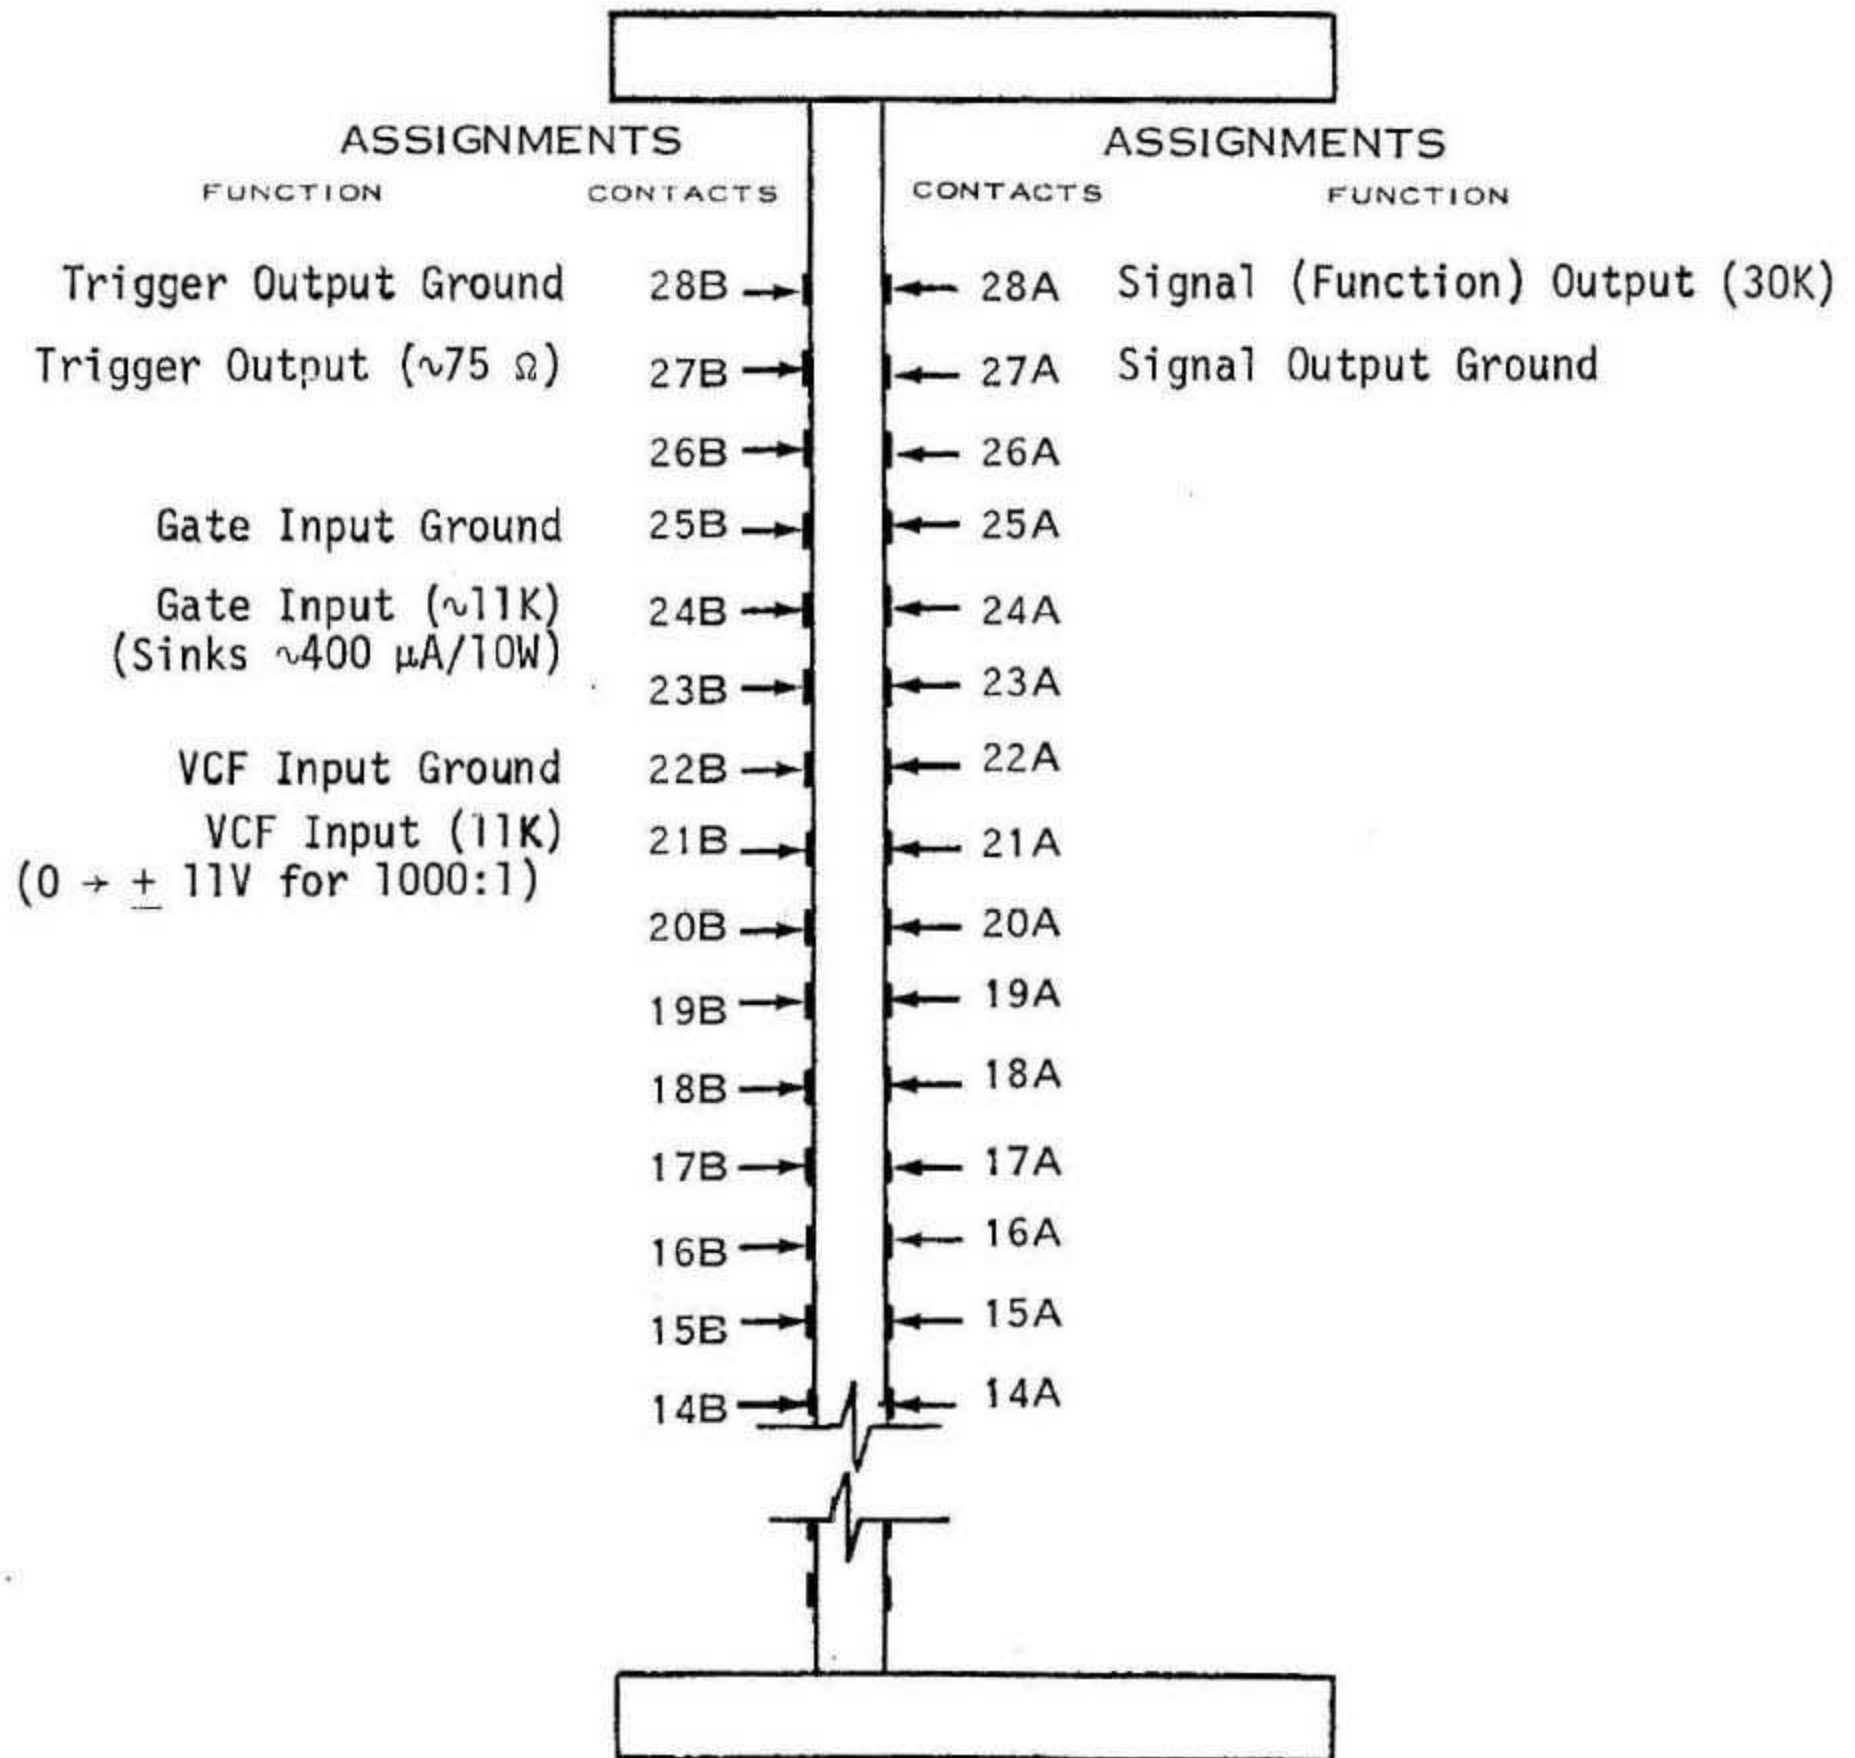 ASSIGNMENTS ASSIGNMENTS
FUNCTION CONTACTS CONTACTS FUNCTION
Trigger Output Ground 28B 28A Signal (Function) Output (30K)
Trigger Output (~75 Ω) 27B 27A Signal Output Ground
26B 26A
Gate Input Ground 25B 25A
Gate Input (~11K) 24B 24A
(Sinks ~400 μA/10W)
23B 23A
VCF Input Ground 22B 22A
VCF Input (11K) 21B 21A
(0 → ± 11V for 1000:1)
20B 20A
19B 19A
18B 18A
17B 17A
16B 16A
15B 15A
14B 14A